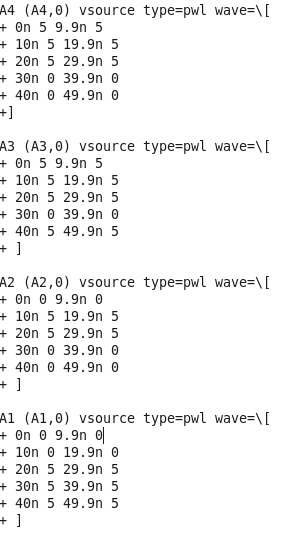 A4 (A4,0) vsource type=pwl wave=\[
+ 0n 5 9.9n 5
+ 10n 5 19.9n 5
+ 20n 5 29.9n 5
+ 30n 0 39.9n 0
+ 40n 0 49.9n 0
+]
A3 (A3,0) vsource type=pwl wave=\[
+ 0n 5 9.9n 5
+ 10n 5 19.9n 5
+ 20n 5 29.9n 5
+ 30n 0 39.9n 0
+ 40n 5 49.9n 5
+ ]
A2 (A2,0) vsource type=pwl wave=\[
+ 0n 0 9.9n 0
+ 10n 5 19.9n 5
+ 20n 5 29.9n 5
+ 30n 0 39.9n 0
+ 40n 0 49.9n 0
+ ]
A1 (A1,0) vsource type=pwl wave=\[
+ 0n 0 9.9n 0
+ 10n 0 19.9n 0
+ 20n 5 29.9n 5
+ 30n 5 39.9n 5
+ 40n 5 49.9n 5
+ ]